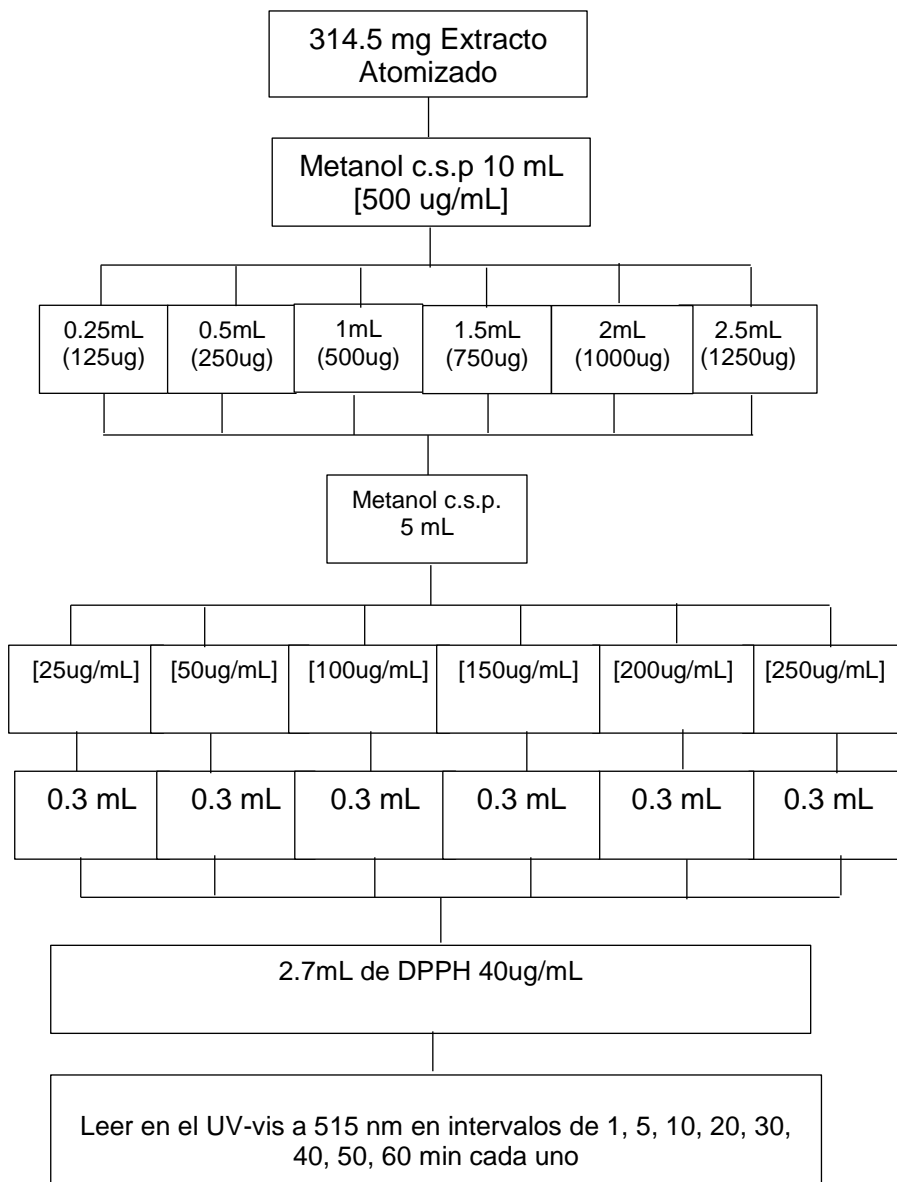 314.5 mg Extracto
Atomizado
Metanol c.s.p 10 mL
[500 ug/mL]
0.25mL
(125ug)
0.5mL
(250ug)
1mL
(500ug)
1.5mL
(750ug)
2mL
(1000ug)
2.5mL
(1250ug)
Metanol c.s.p.
5 mL
[25ug/mL]
[50ug/mL]
[100ug/mL]
[150ug/mL]
[200ug/mL]
[250ug/mL]
0.3 mL
0.3 mL
0.3 mL
0.3 mL
0.3 mL
0.3 mL
2.7mL de DPPH 40ug/mL
Leer en el UV-vis a 515 nm en intervalos de 1, 5, 10, 20, 30,
40, 50, 60 min cada uno